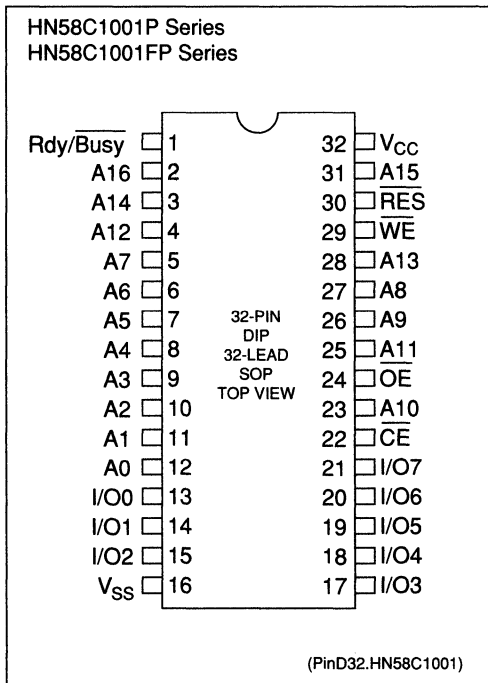 HN58C1001P Series
HN58C1001FP Series
Rdy/Busy 1 32 VCC
A16 2 31 A15
A14 3 30 RES
A12 4 29 WE
A7 5 28 A13
A6 6 27 A8
A5 7 26 A9
A4 8 25 A11
A3 9 24 OE
A2 10 23 A10
A1 11 22 CE
A0 12 21 I/O7
I/O0 13 20 I/O6
I/O1 14 19 I/O5
I/O2 15 18 I/O4
VSS 16 17 I/O3
32-PIN
DIP
32-LEAD
SOP
TOP VIEW
(PinD32.HN58C1001)